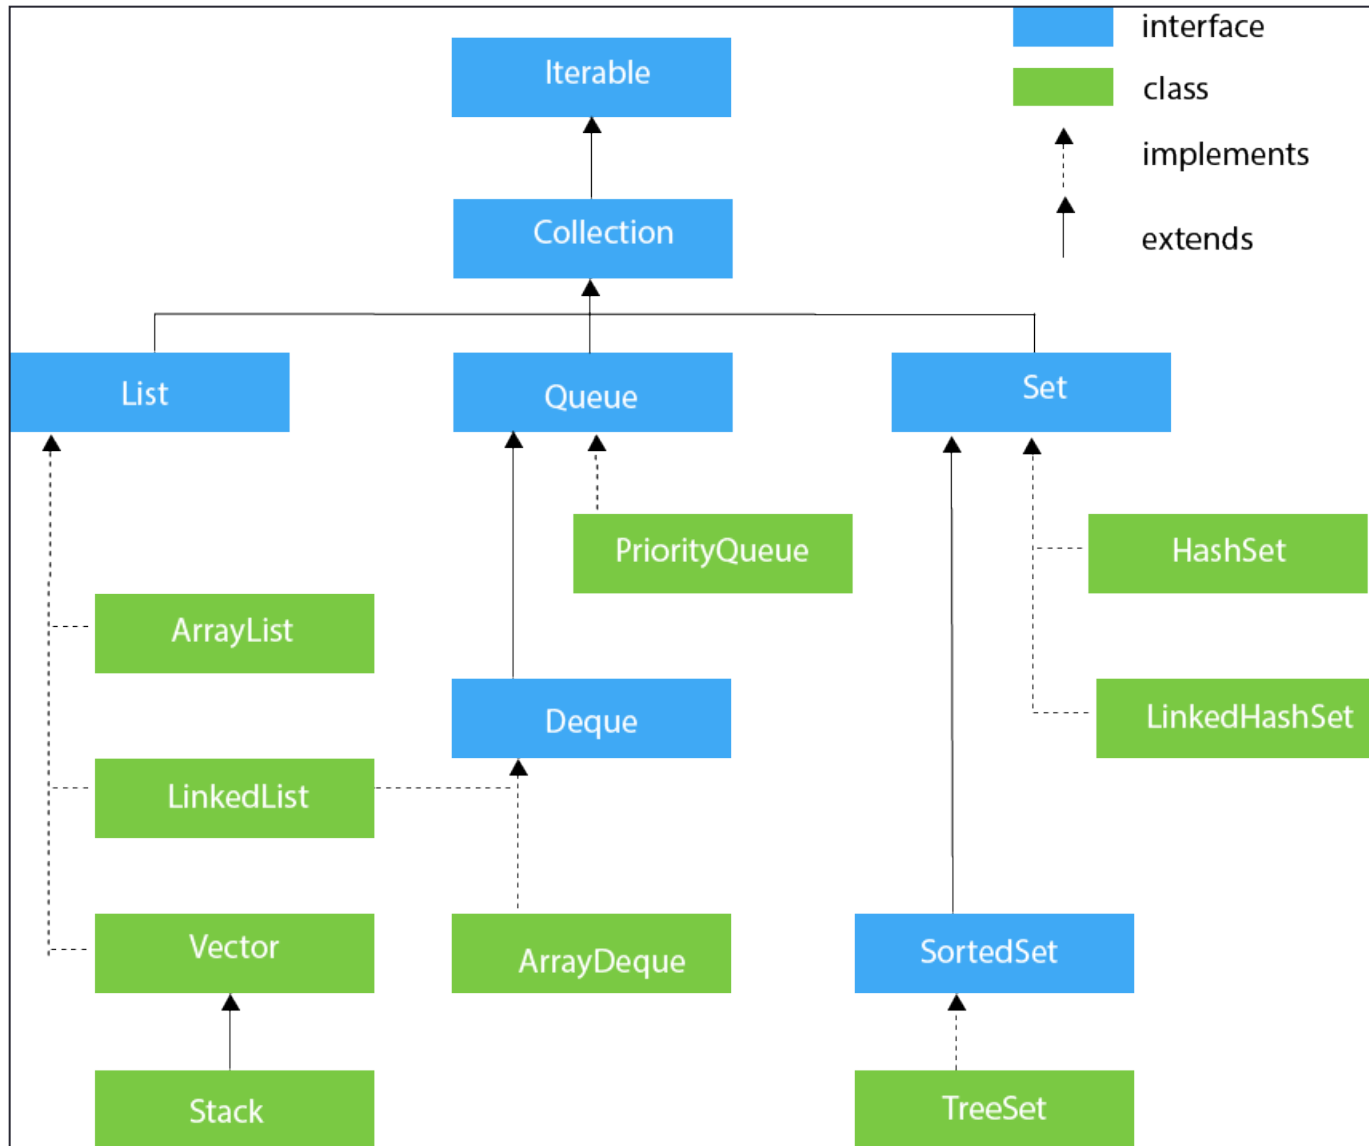 interface
Iterable
class
implements
Collection
extends
List
Queue
Set
PriorityQueue
HashSet
ArrayList
Deque
LinkedHashSet
LinkedList
Vector
ArrayDeque
SortedSet
Stack
TreeSet